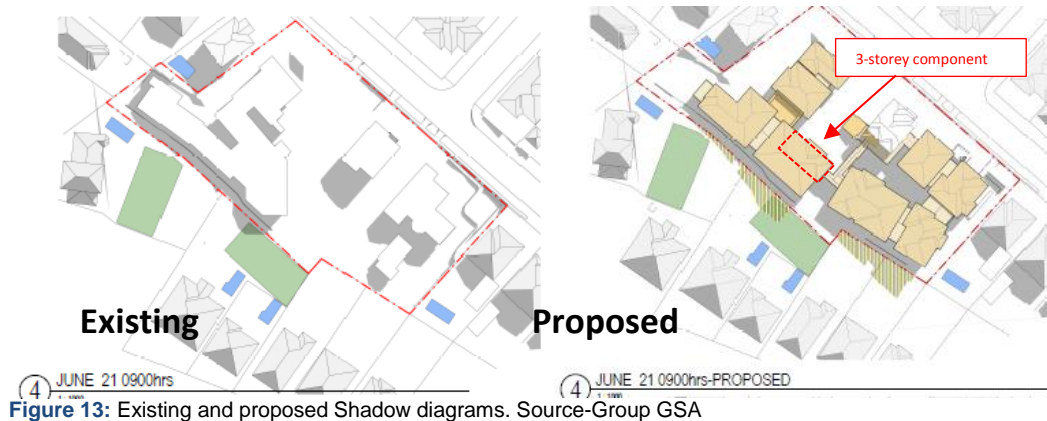 3-storey component
Existing
Proposed
4 JUNE 21 0900hrs
4 JUNE 21 0900hrs-PROPOSED
Figure 13: Existing and proposed Shadow diagrams. Source-Group GSA